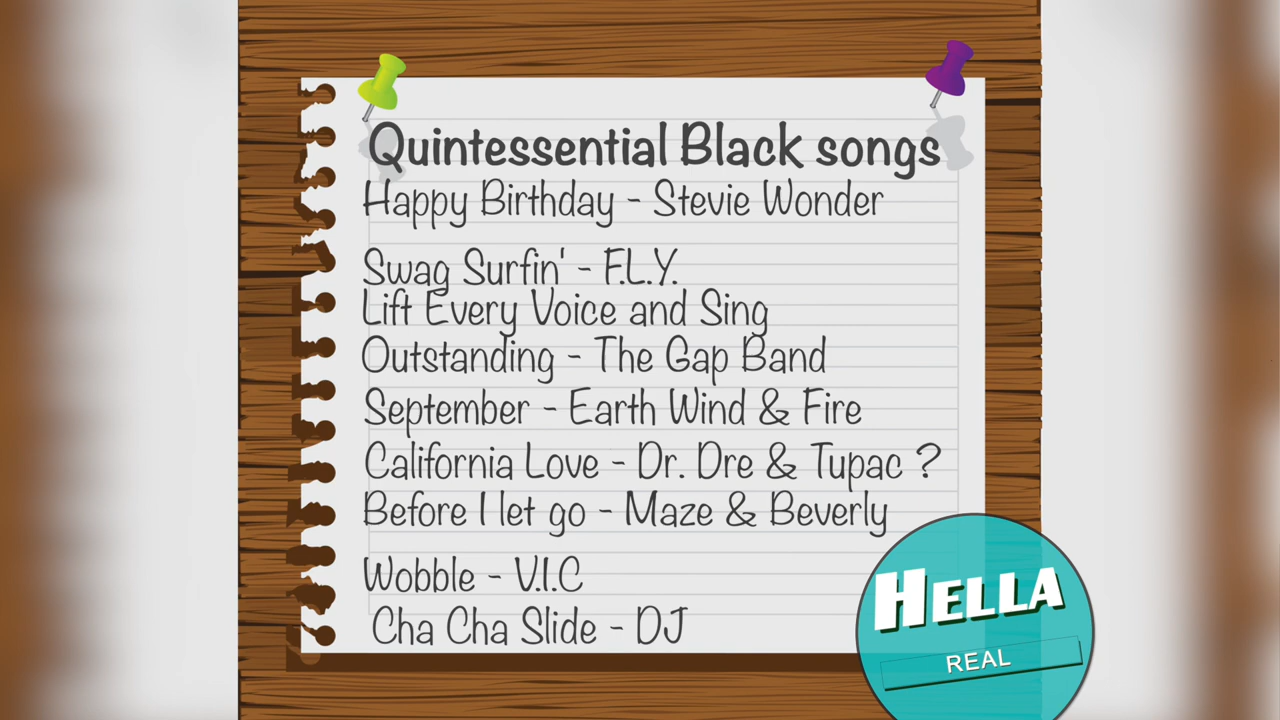 Quintessential Black songs
Happy Birthday - Stevie Wonder
Swag Surfin' - F.L.Y.
Lift Every Voice and Sing
Outstanding - The Gap Band
September - Earth Wind & Fire
California Love - Dr. Dre & Tupac ?
Before I let go - Maze & Beverly
Wobble - V.I.C
Cha Cha Slide - DJ
HELLA
REAL